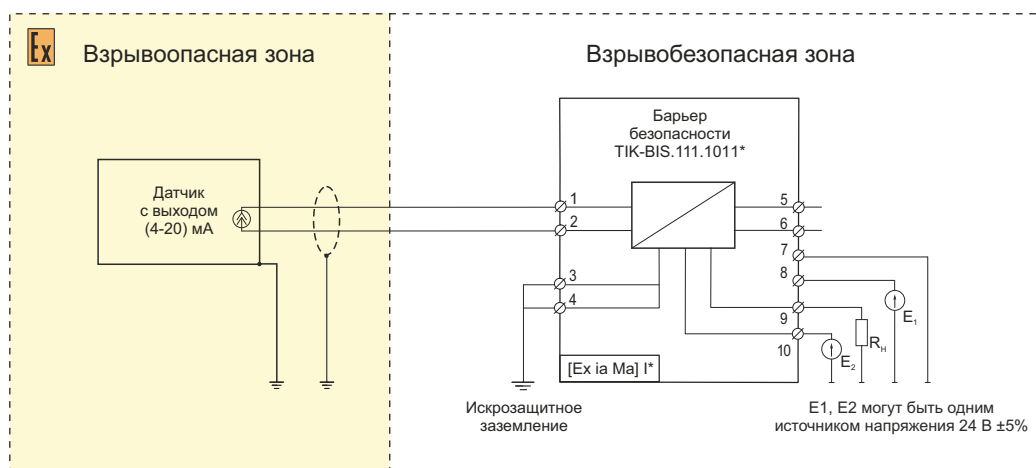 Ex
Взрывоопасная зона
Взрывобезопасная зона
Барьер
безопасности
TIK-BIS.111.1011*
Датчик
с выходом
(4-20) мА
1
2
3
4
5
6
7
8
9
10
E₁
Rн
E₂
[Ex ia Ma] I*
Искрозащитное
заземление
E1, E2 могут быть одним
источником напряжения 24 В ±5%